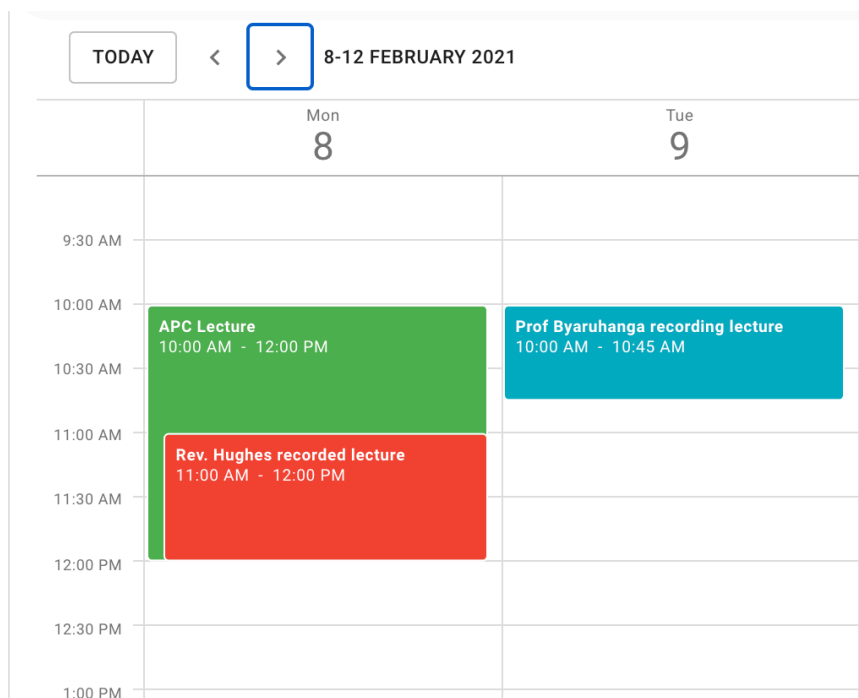 TODAY
8-12 FEBRUARY 2021
Mon
8
Tue
9
9:30 AM
10:00 AM
APC Lecture
10:00 AM - 12:00 PM
Prof Byaruhanga recording lecture
10:00 AM - 10:45 AM
10:30 AM
11:00 AM
Rev. Hughes recorded lecture
11:00 AM - 12:00 PM
11:30 AM
12:00 PM
12:30 PM
1:00 PM